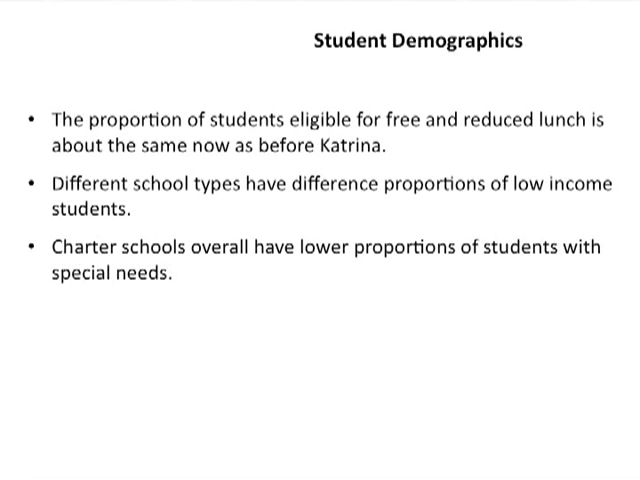 Student Demographics
• The proportion of students eligible for free and reduced lunch is
about the same now as before Katrina.
• Different school types have difference proportions of low income
students.
• Charter schools overall have lower proportions of students with
special needs.